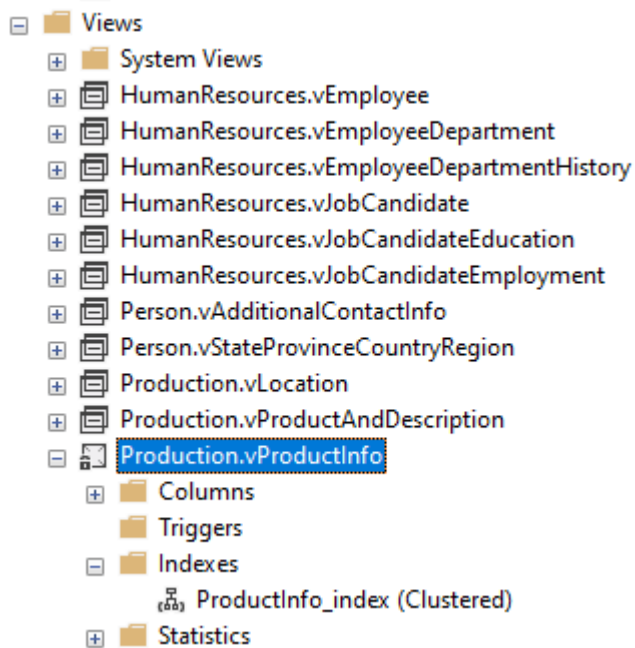 Views
System Views
HumanResources.vEmployee
HumanResources.vEmployeeDepartment
HumanResources.vEmployeeDepartmentHistory
HumanResources.vJobCandidate
HumanResources.vJobCandidateEducation
HumanResources.vJobCandidateEmployment
Person.vAdditionalContactInfo
Person.vStateProvinceCountryRegion
Production.vLocation
Production.vProductAndDescription
Production.vProductInfo
Columns
Triggers
Indexes
ProductInfo_index (Clustered)
Statistics